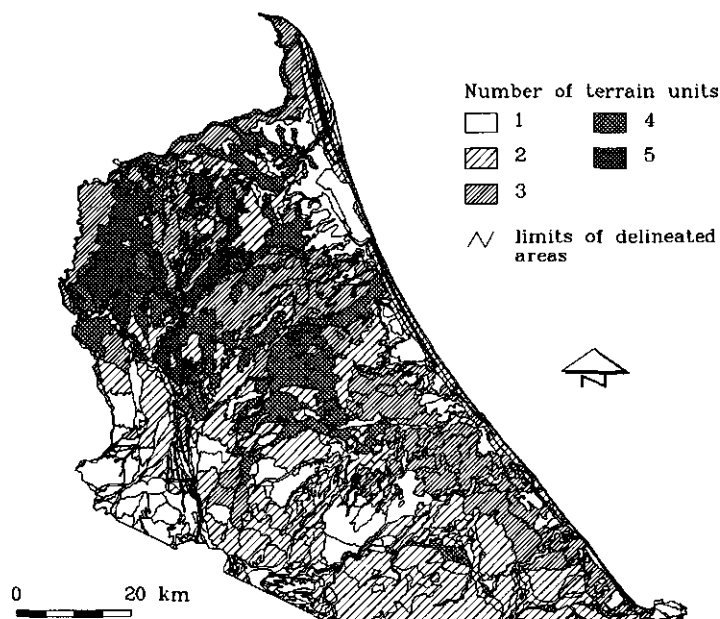 Number of terrain units
1
4
2
5
3
limits of delineated
areas
N
0 20 km